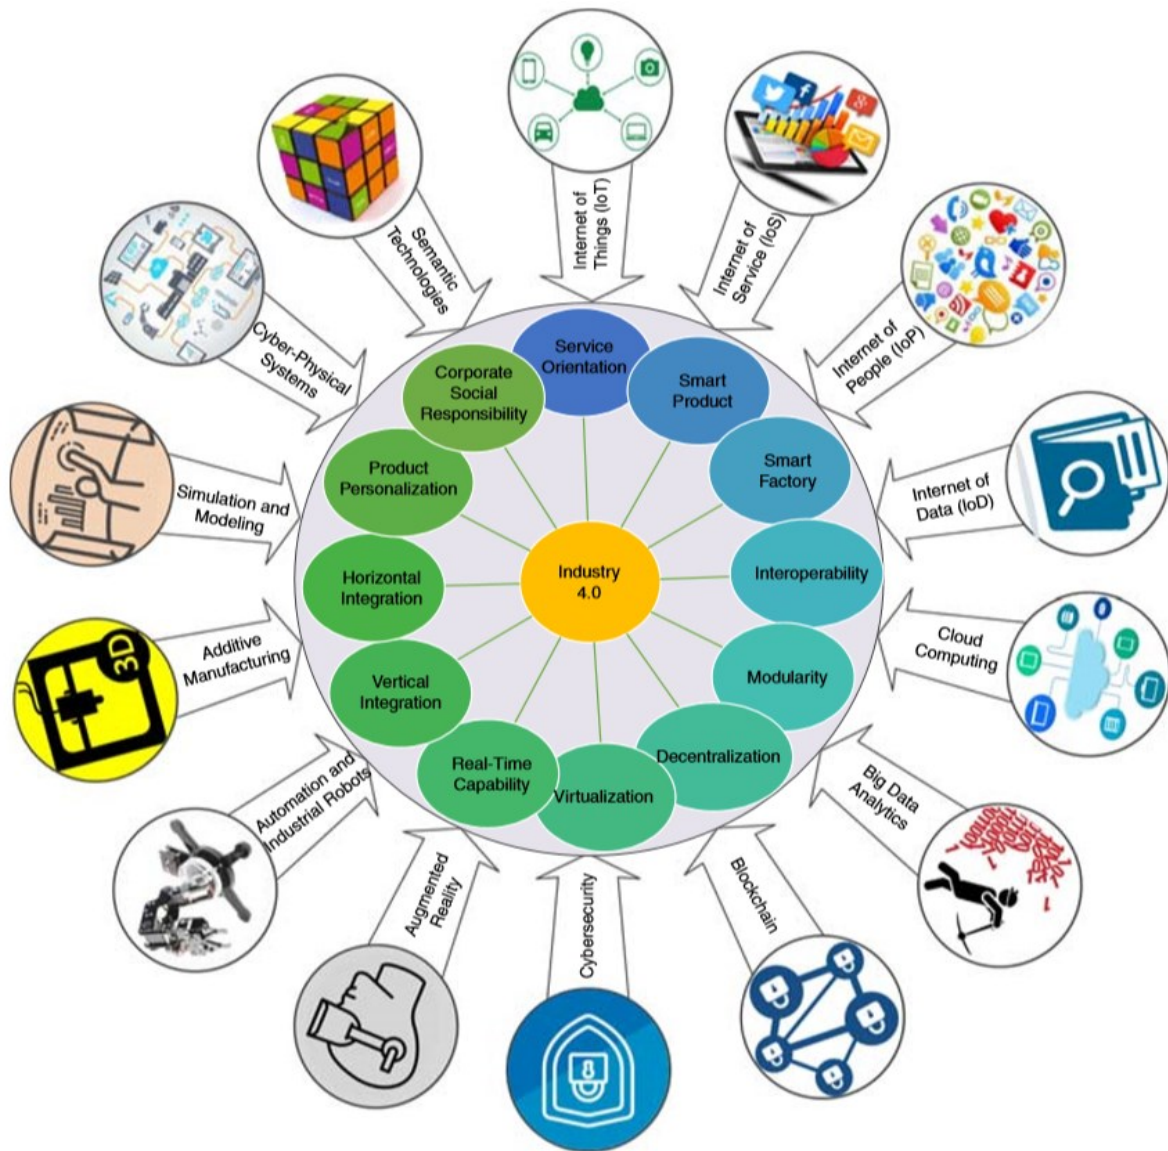 Internet of
Things (IoT)
Internet of
Service (IoS)
Internet of
People (IoP)
Internet of
Data (IoD)
Cloud
Computing
Big Data
Analytics
Blockchain
Cybersecurity
Augmented
Reality
Automation and
Industrial Robots
Additive
Manufacturing
3D
Simulation and
Modeling
Cyber-Physical
Systems
Semantic
Technologies
Service
Orientation
Smart
Product
Smart
Factory
Interoperability
Modularity
Decentralization
Virtualization
Real-Time
Capability
Vertical
Integration
Horizontal
Integration
Product
Personalization
Corporate
Social
Responsibility
Industry
4.0